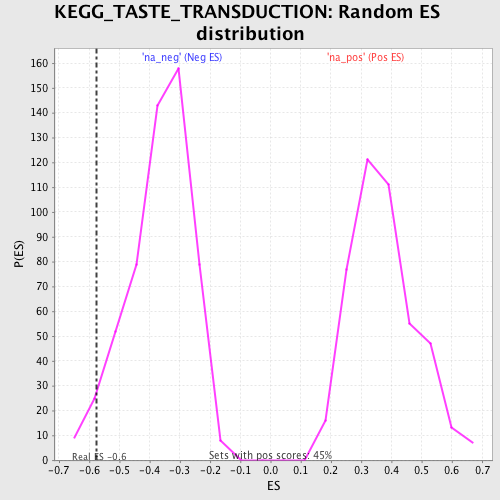 KEGG_TASTE_TRANSDUCTION: Random ES
distribution
'na_neg' (Neg ES)
'na_pos' (Pos ES)
160
150
140
130
120
110
100
90
80
70
60
50
40
30
20
10
0
P(ES)
Real ES -0,6
Sets with pos scores: 45%
-0.7 -0.6 -0.5 -0.4 -0.3 -0.2 -0.1 0.0 0.1 0.2 0.3 0.4 0.5 0.6 0.7
ES